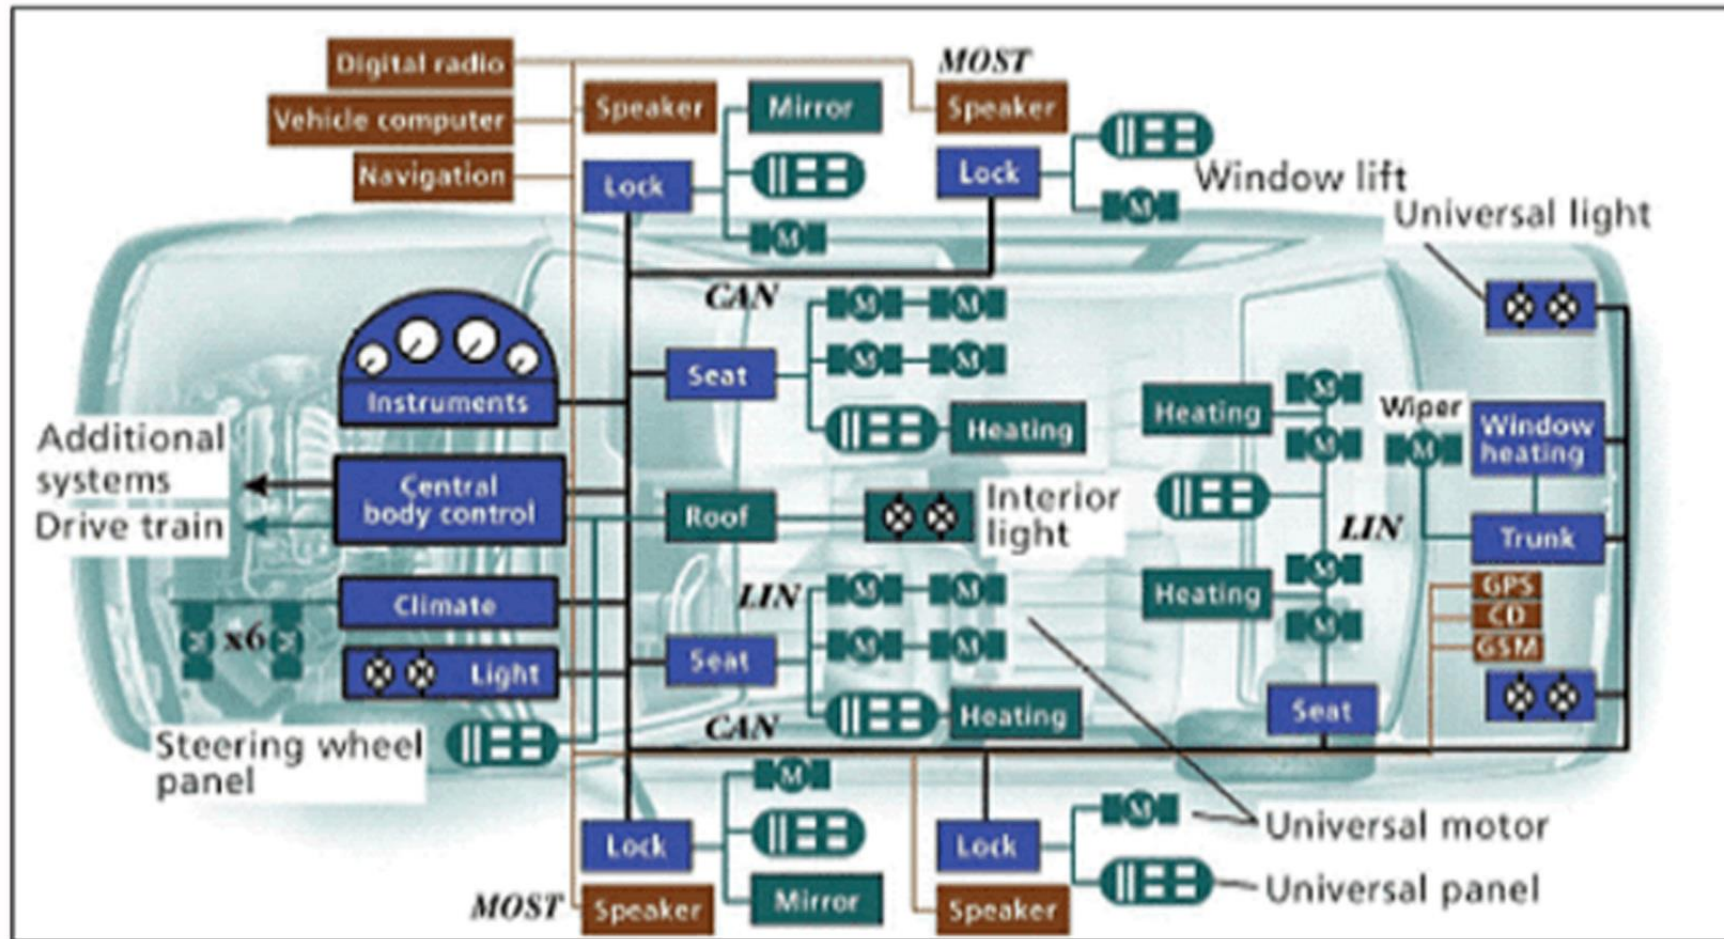 Digital radio
MOST
Speaker
Mirror
Speaker
Vehicle computer
Navigation
Lock
Lock
Window lift
M
M
Universal light
CAN
M
M
Seat
M
M
Instruments
Heating
Heating
M
Wiper
M
M
Window
heating
Additional
systems
Central
body control
Drive train
Roof
Interior
light
LIN
Trunk
Climate
LIN
M
M
Heating
M
GPS
CD
GSM
M
x6
M
Light
Seat
M
M
M
CAN
Heating
Seat
Steering wheel
panel
M
M
Universal motor
Lock
Lock
Universal panel
MOST
Speaker
Mirror
Speaker